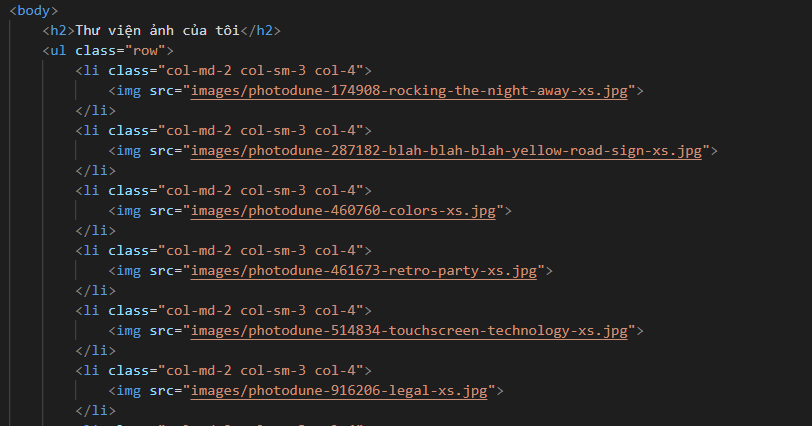 <body>
<h2>Thư viện ảnh của tôi</h2>
<ul class="row">
<li class="col-md-2 col-sm-3 col-4">
<img src="images/photodune-174908-rocking-the-night-away-xs.jpg">
</li>
<li class="col-md-2 col-sm-3 col-4">
<img src="images/photodune-287182-blah-blah-blah-yellow-road-sign-xs.jpg">
</li>
<li class="col-md-2 col-sm-3 col-4">
<img src="images/photodune-460760-colors-xs.jpg">
</li>
<li class="col-md-2 col-sm-3 col-4">
<img src="images/photodune-461673-retro-party-xs.jpg">
</li>
<li class="col-md-2 col-sm-3 col-4">
<img src="images/photodune-514834-touchscreen-technology-xs.jpg">
</li>
<li class="col-md-2 col-sm-3 col-4">
<img src="images/photodune-916206-legal-xs.jpg">
</li>